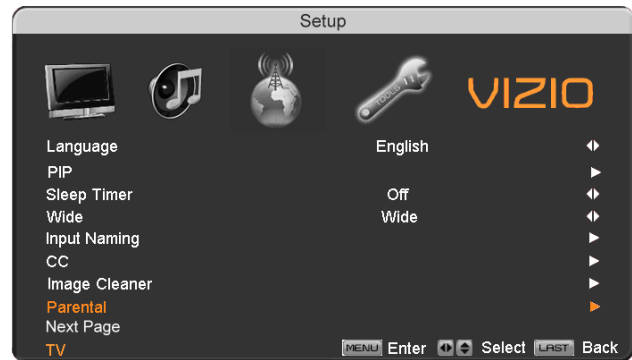 Setup
TOOLS
VIZIO
Language English
PIP
Sleep Timer Off
Wide Wide
Input Naming
CC
Image Cleaner
Parental
Next Page
TV MENU Enter Select LAST Back